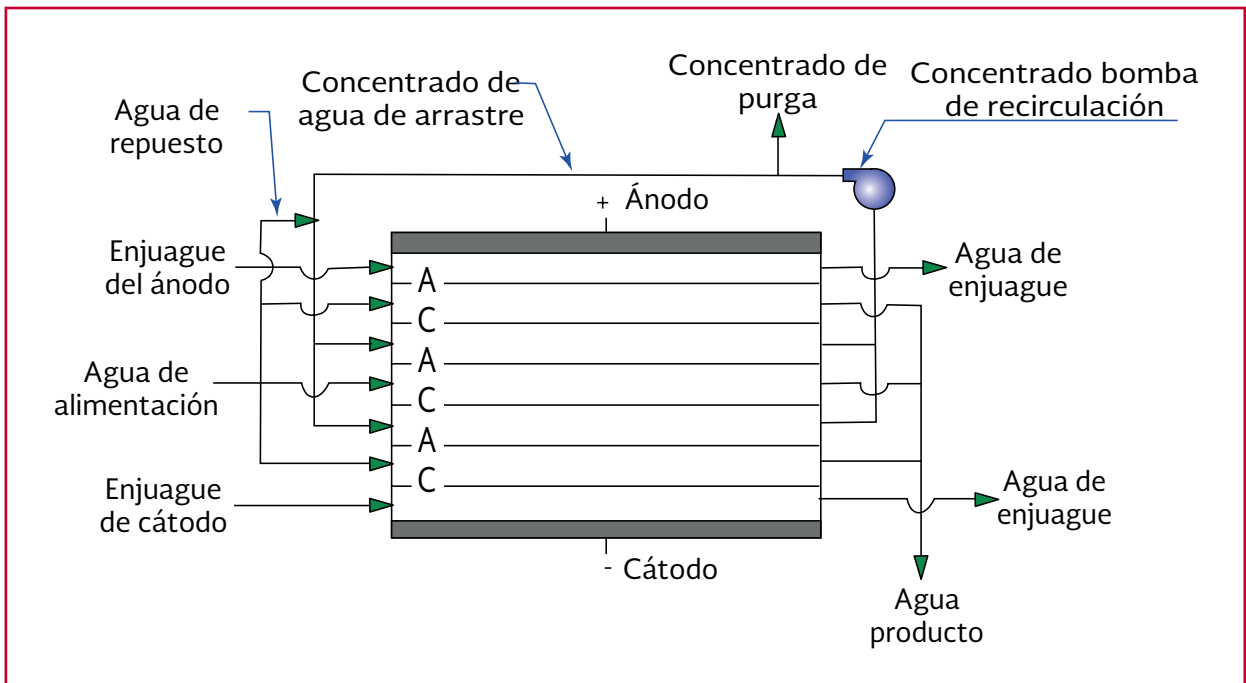 Concentrado de
agua de arrastre
Concentrado de
purga
Concentrado bomba
de recirculación
Agua de
repuesto
+ Ánodo
Enjuague
del ánodo
Agua de
enjuague
A
C
A
Agua de
alimentación
C
A
C
Enjuague
de cátodo
Agua de
enjuague
- Cátodo
Agua
producto